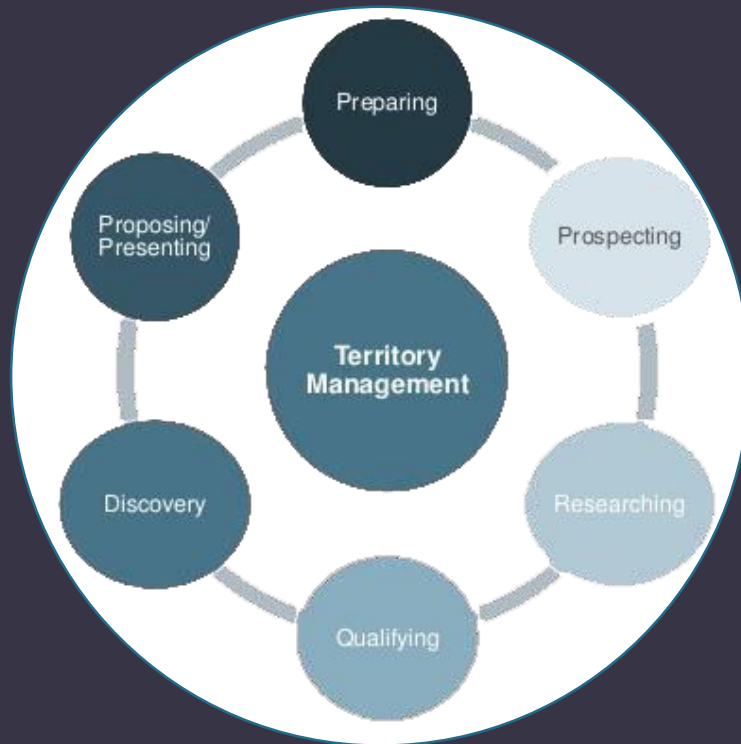 Preparing
Prospecting
Researching
Qualifying
Discovery
Proposing/
Presenting
Territory
Management